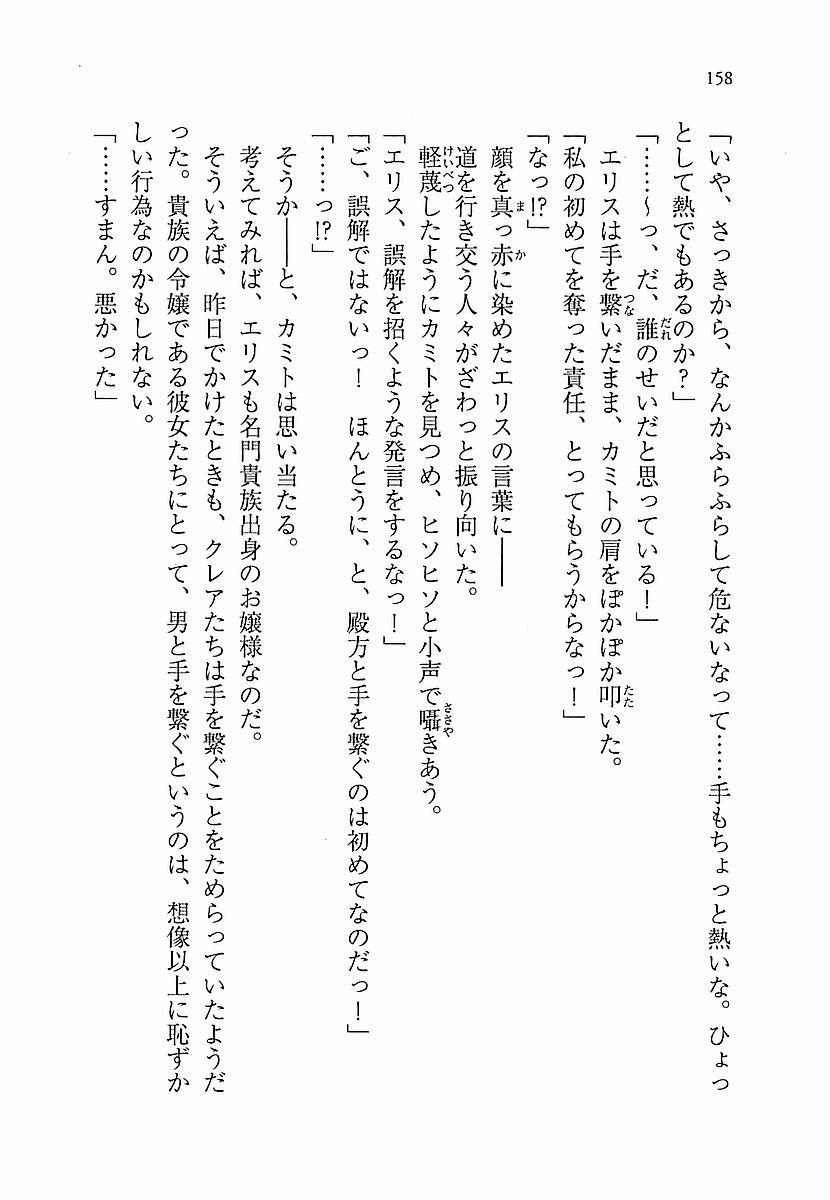 158
「いや、さっきから、なんかふらふらして危ないなって……手もちょっと熱いな。ひょっ
として熱でもあるのか？」
「……～っ、だ、誰のせいだと思っている！」
エリスは手を繋いだまま、カミトの肩をぽかぽか叩いた。
「私の初めてを奪った責任、とってもらうからなっ！」
「なっ!?」
顔を真っ赤に染めたエリスの言葉に――
道を行き交う人々がざわっと振り向いた。
軽蔑したようにカミトを見つめ、ヒソヒソと小声で囁きあう。
「エリス、誤解を招くような発言をするなっ！」
「ご、誤解ではないっ！　ほんとうに、と、殿方と手を繋ぐのは初めてなのだっ！」
「……っ!?」
そうか――と、カミトは思い当たる。
考えてみれば、エリスも名門貴族出身のお嬢様なのだ。
そういえば、昨日でかけたときも、クレアたちは手を繋ぐことをためらっていたようだ
った。貴族の令嬢である彼女たちにとって、男と手を繋ぐというのは、想像以上に恥ずか
しい行為なのかもしれない。
「……すまん。悪かった」